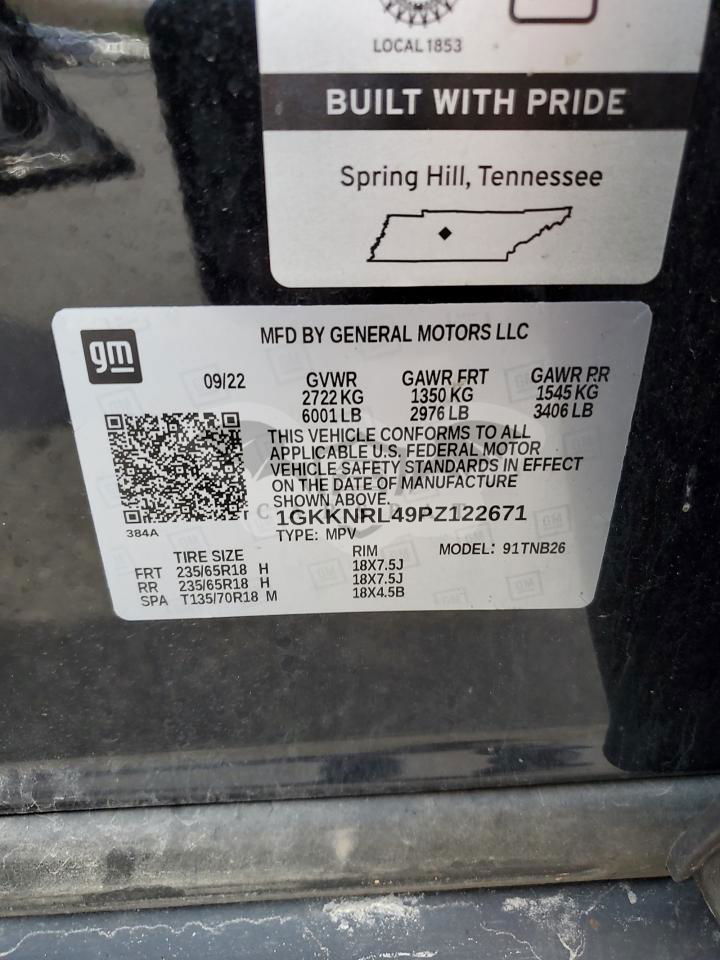 LOCAL 1853
BUILT WITH PRIDE
Spring Hill, Tennessee
gm
MFD BY GENERAL MOTORS LLC
09/22 GVWR GAWR FRT GAWR RR
2722 KG 1350 KG 1545 KG
6001 LB 2976 LB 3406 LB
THIS VEHICLE CONFORMS TO ALL
APPLICABLE U.S. FEDERAL MOTOR
VEHICLE SAFETY STANDARDS IN EFFECT
ON THE DATE OF MANUFACTURE
SHOWN ABOVE.
1GKKNRL49PZ122671
384A
TYPE: MPV
TIRE SIZE RIM MODEL: 91TNB26
FRT 235/65R18 H 18X7.5J
RR 235/65R18 H 18X7.5J
SPA T135/70R18 M 18X4.5B